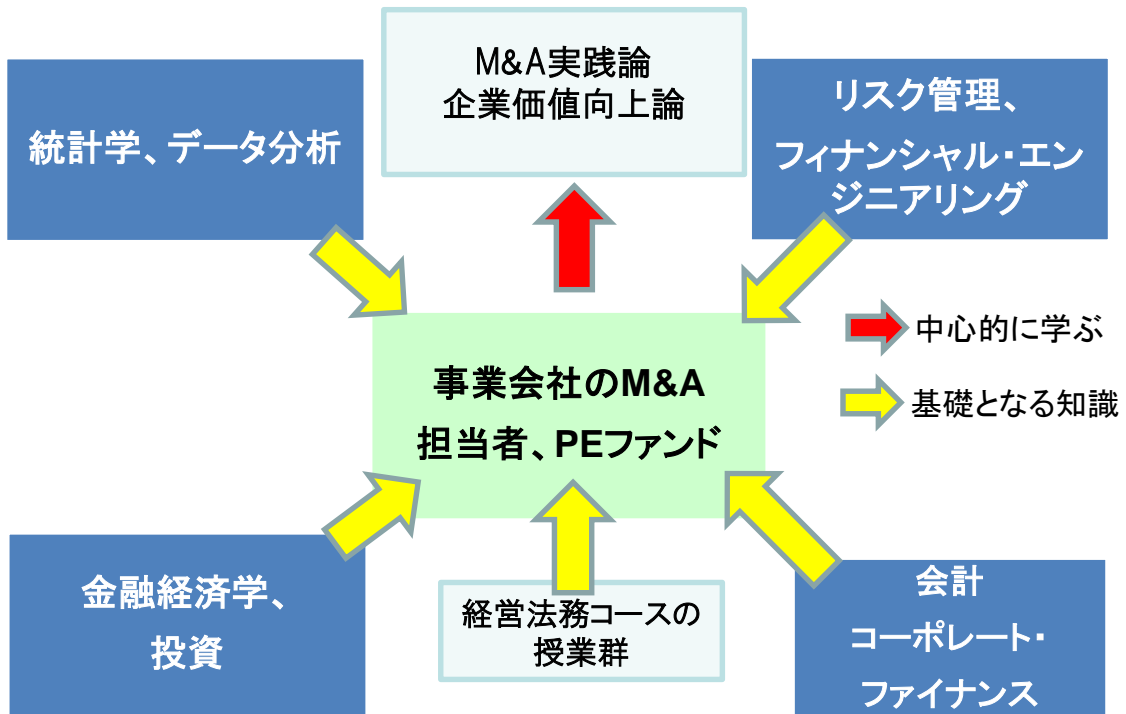 M&A実践論
企業価値向上論
統計学、データ分析
リスク管理、
フィナンシャル・エン
ジニアリング
中心的に学ぶ
基礎となる知識
事業会社のM&A
担当者、PEファンド
金融経済学、
投資
経営法務コースの
授業群
会計
コーポレート・
ファイナンス